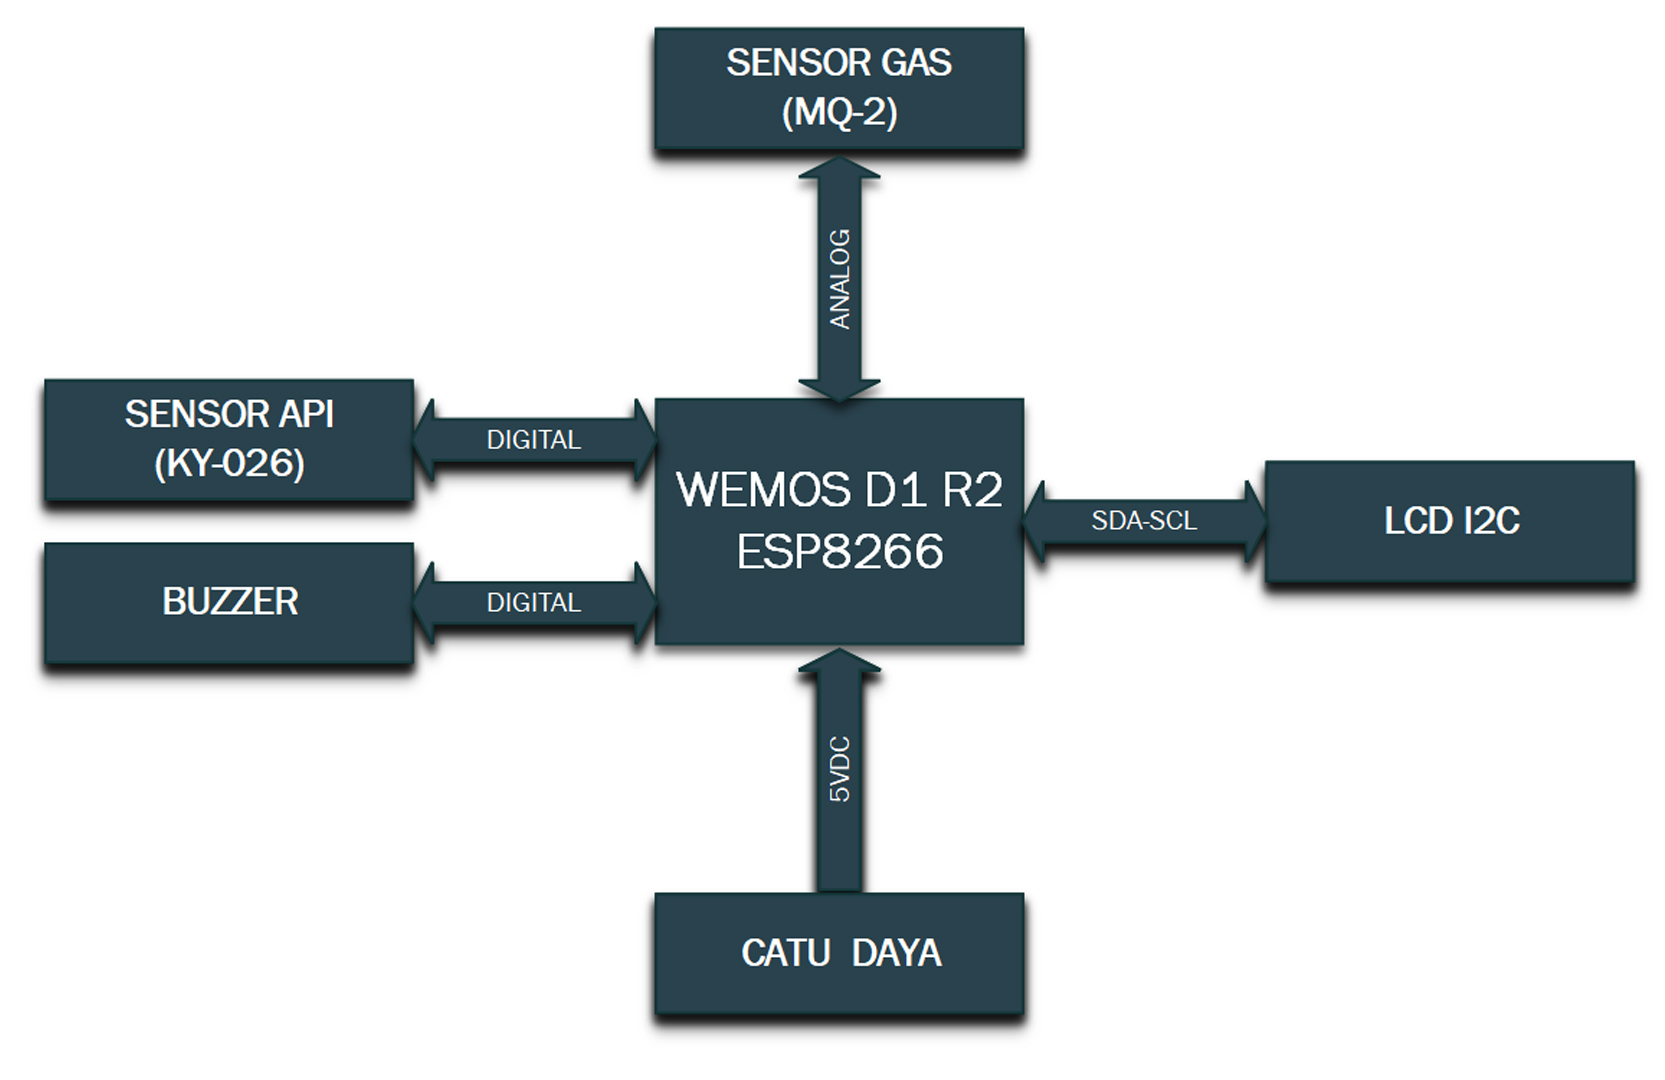 SENSOR GAS
(MQ-2)
ANALOG
SENSOR API
(KY-026)
DIGITAL
WEMOS D1 R2
ESP8266
SDA-SCL
LCD I2C
BUZZER
DIGITAL
5VDC
CATU DAYA